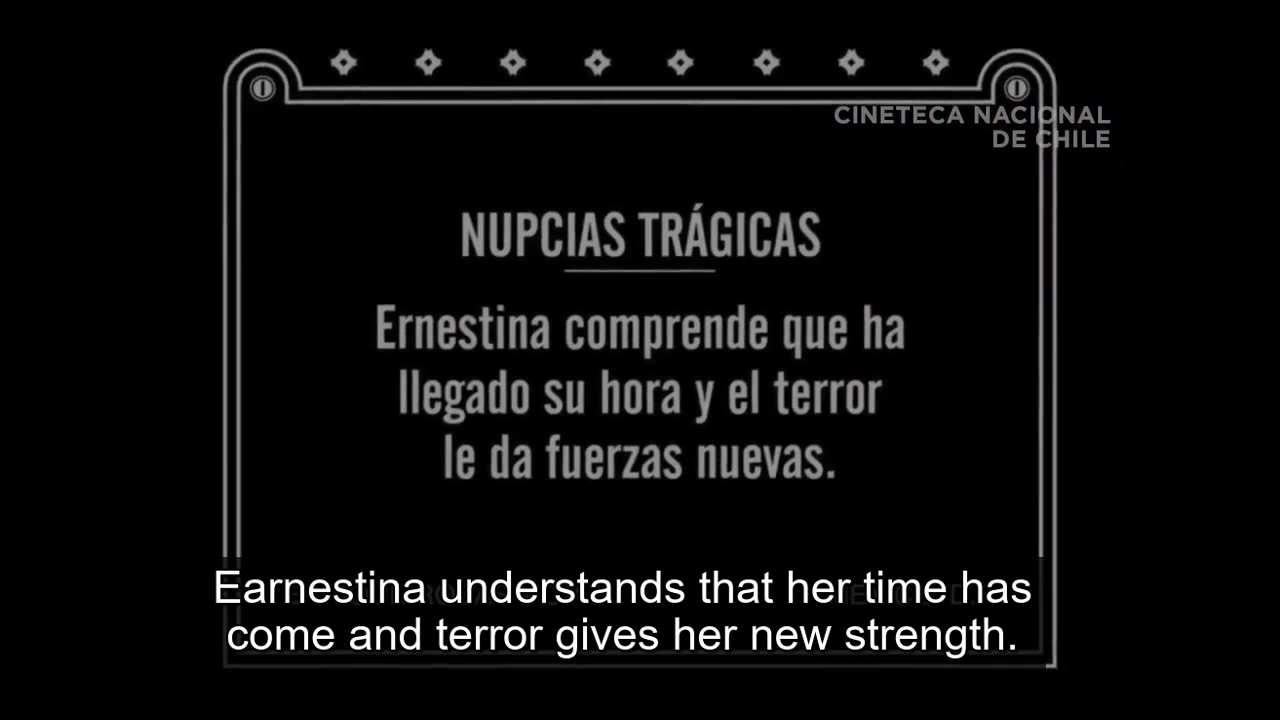 CINETECA NACIONAL
DE CHILE
NUPCIAS TRÁGICAS
Ernestina comprende que ha
llegado su hora y el terror
le da fuerzas nuevas.
Earnestina understands that her time has
come and terror gives her new strength.